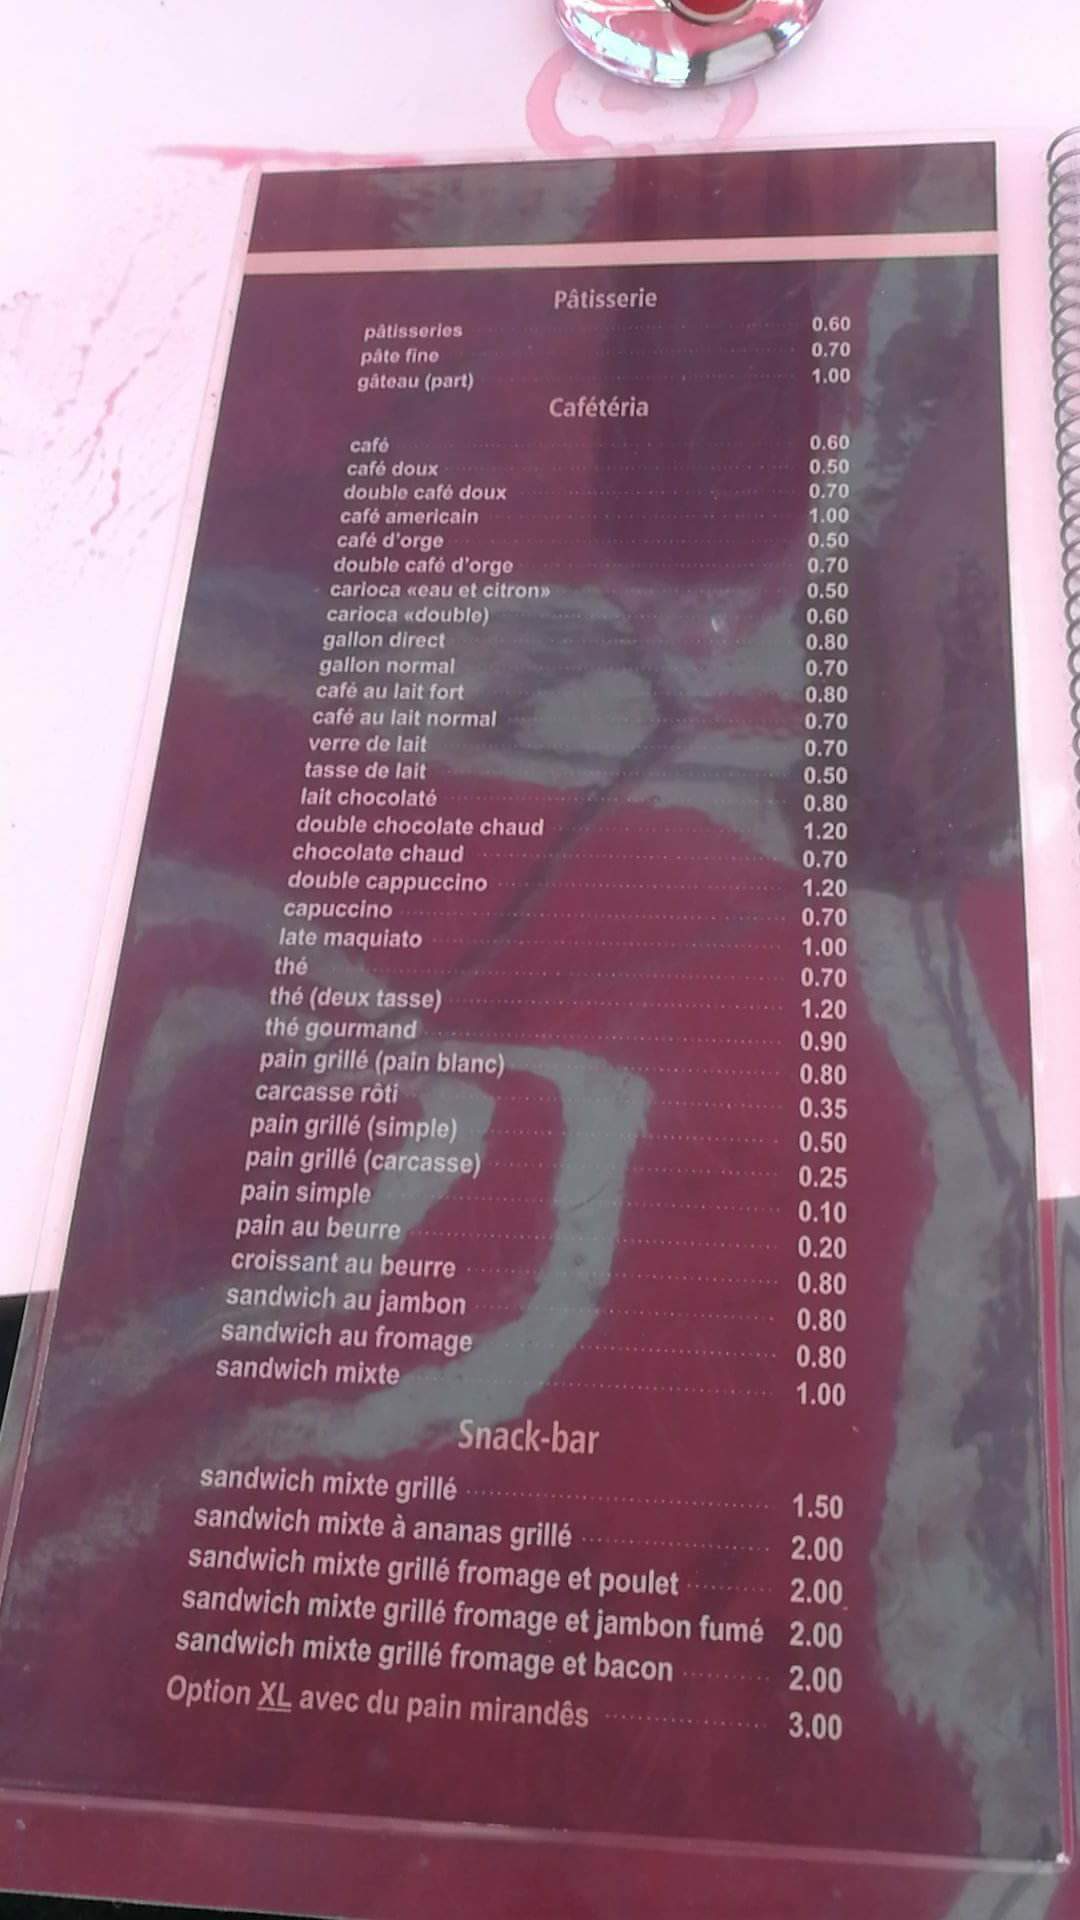 Pâtisserie
pâtisseries 0.60
pâte fine 0.70
gâteau (part) 1.00
Cafétéria
café 0.60
café doux 0.50
double café doux 0.70
café americain 1.00
café d'orge 0.50
double café d'orge 0.70
carioca «eau et citron» 0.50
carioca «double) 0.60
gallon direct 0.80
gallon normal 0.70
café au lait fort 0.80
café au lait normal 0.70
verre de lait 0.70
tasse de lait 0.50
lait chocolaté 0.80
double chocolate chaud 1.20
chocolate chaud 0.70
double cappuccino 1.20
capuccino 0.70
late maquiato 1.00
thé 0.70
thé (deux tasse) 1.20
thé gourmand 0.90
pain grillé (pain blanc) 0.80
carcasse rôti 0.35
pain grillé (simple) 0.50
pain grillé (carcasse) 0.25
pain simple 0.10
pain au beurre 0.20
croissant au beurre 0.80
sandwich au jambon 0.80
sandwich au fromage 0.80
sandwich mixte 1.00
Snack-bar
sandwich mixte grillé 1.50
sandwich mixte à ananas grillé 2.00
sandwich mixte grillé fromage et poulet 2.00
sandwich mixte grillé fromage et jambon fumé 2.00
sandwich mixte grillé fromage et bacon 2.00
Option XL avec du pain mirandês 3.00